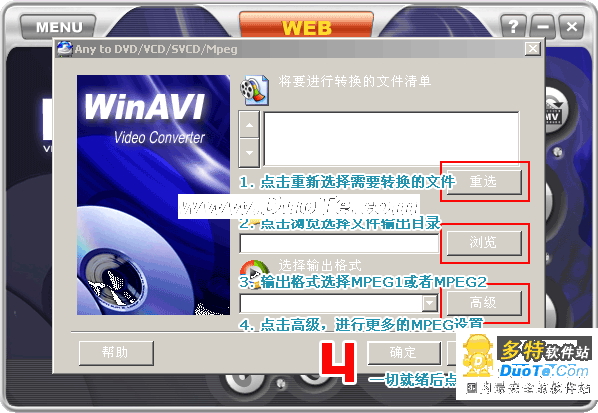 MENU
WEB
? — ×
Any to DVD/VCD/SVCD/Mpeg
WinAVI
Video Converter
将要进行转换的文件清单
MV
1. 点击重新选择需要转换的文件
重选
www.DuoTe.com
2. 点击浏览选择文件输出目录
浏览
选择输出格式
3. 输出格式选择MPEG1或者MPEG2
高级
4. 点击高级，进行更多的MPEG设置
帮助
4
确定
一切就绪后点
多特软件站
DuoTe.Com
国内最安全的软件站